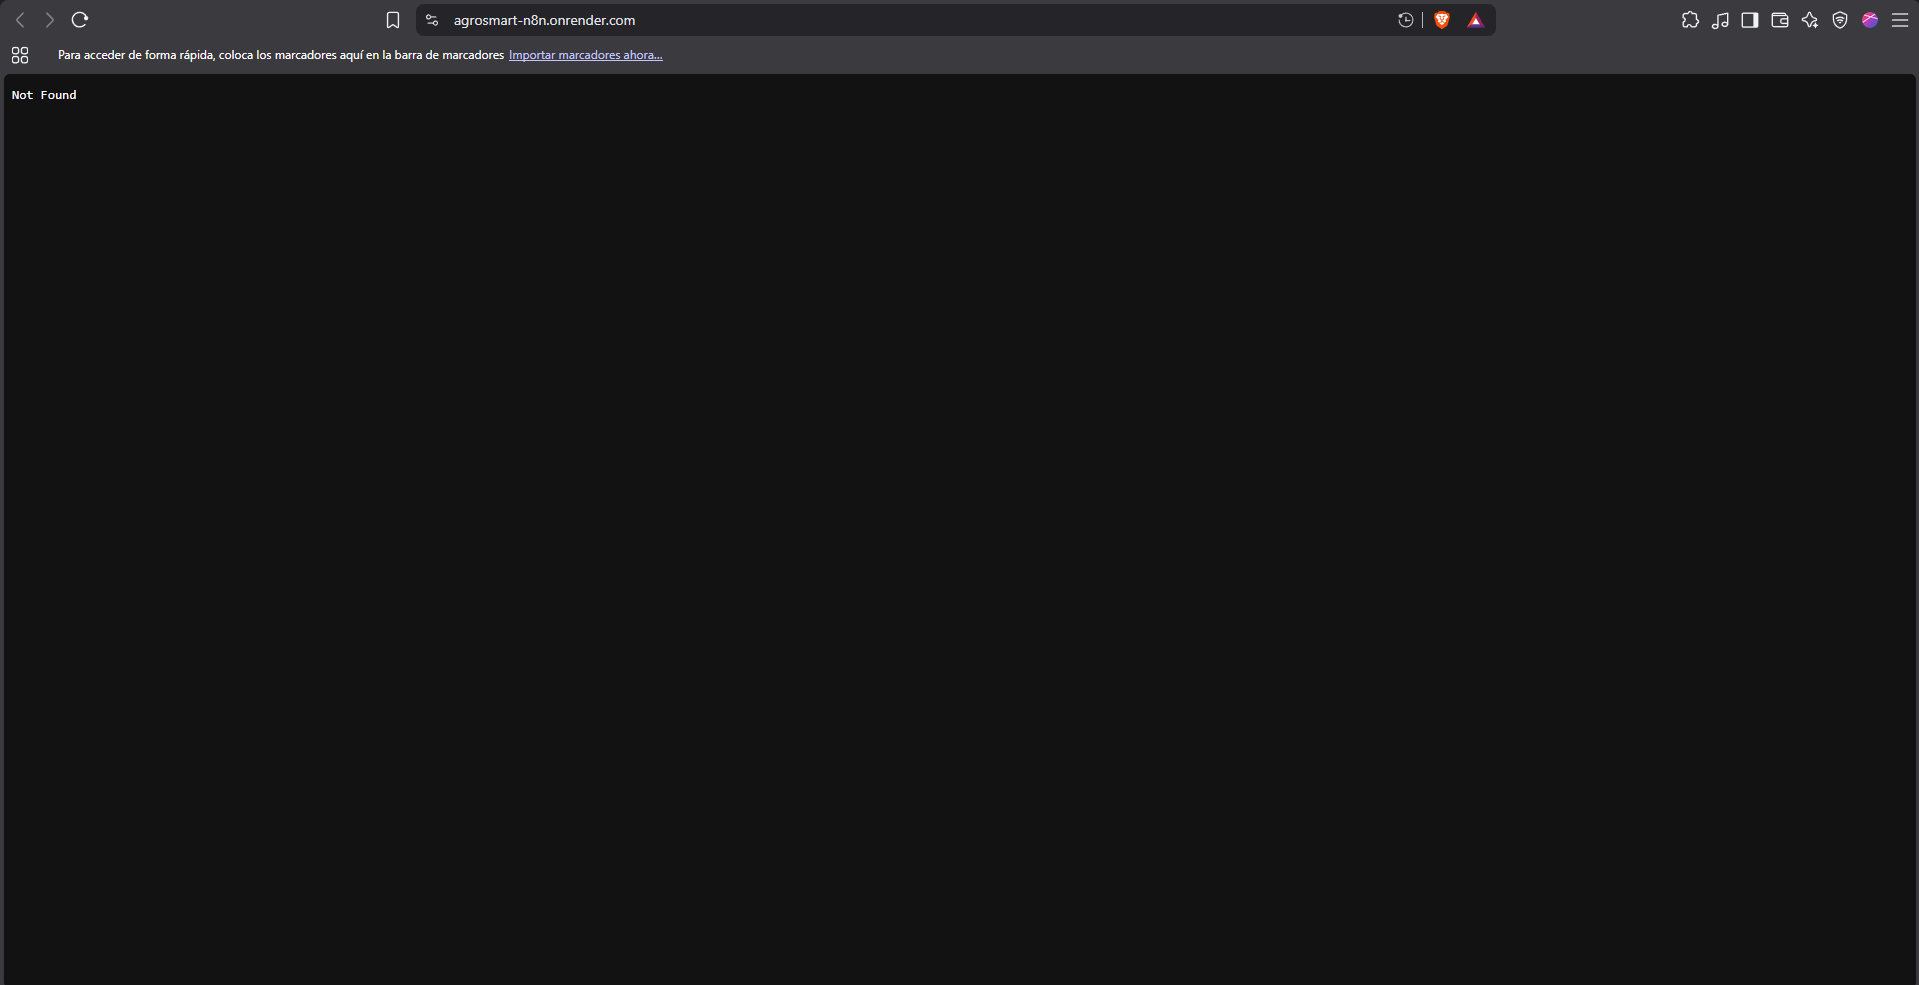 agrosmart-n8n.onrender.com
Para acceder de forma rápida, coloca los marcadores aquí en la barra de marcadores Importar marcadores ahora...
Not Found